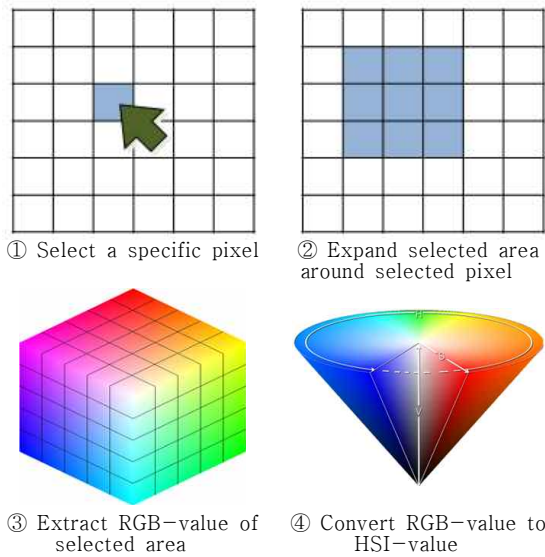 ① Select a specific pixel
② Expand selected area
around selected pixel
H
S
V
③ Extract RGB-value of
selected area
④ Convert RGB-value to
HSI-value